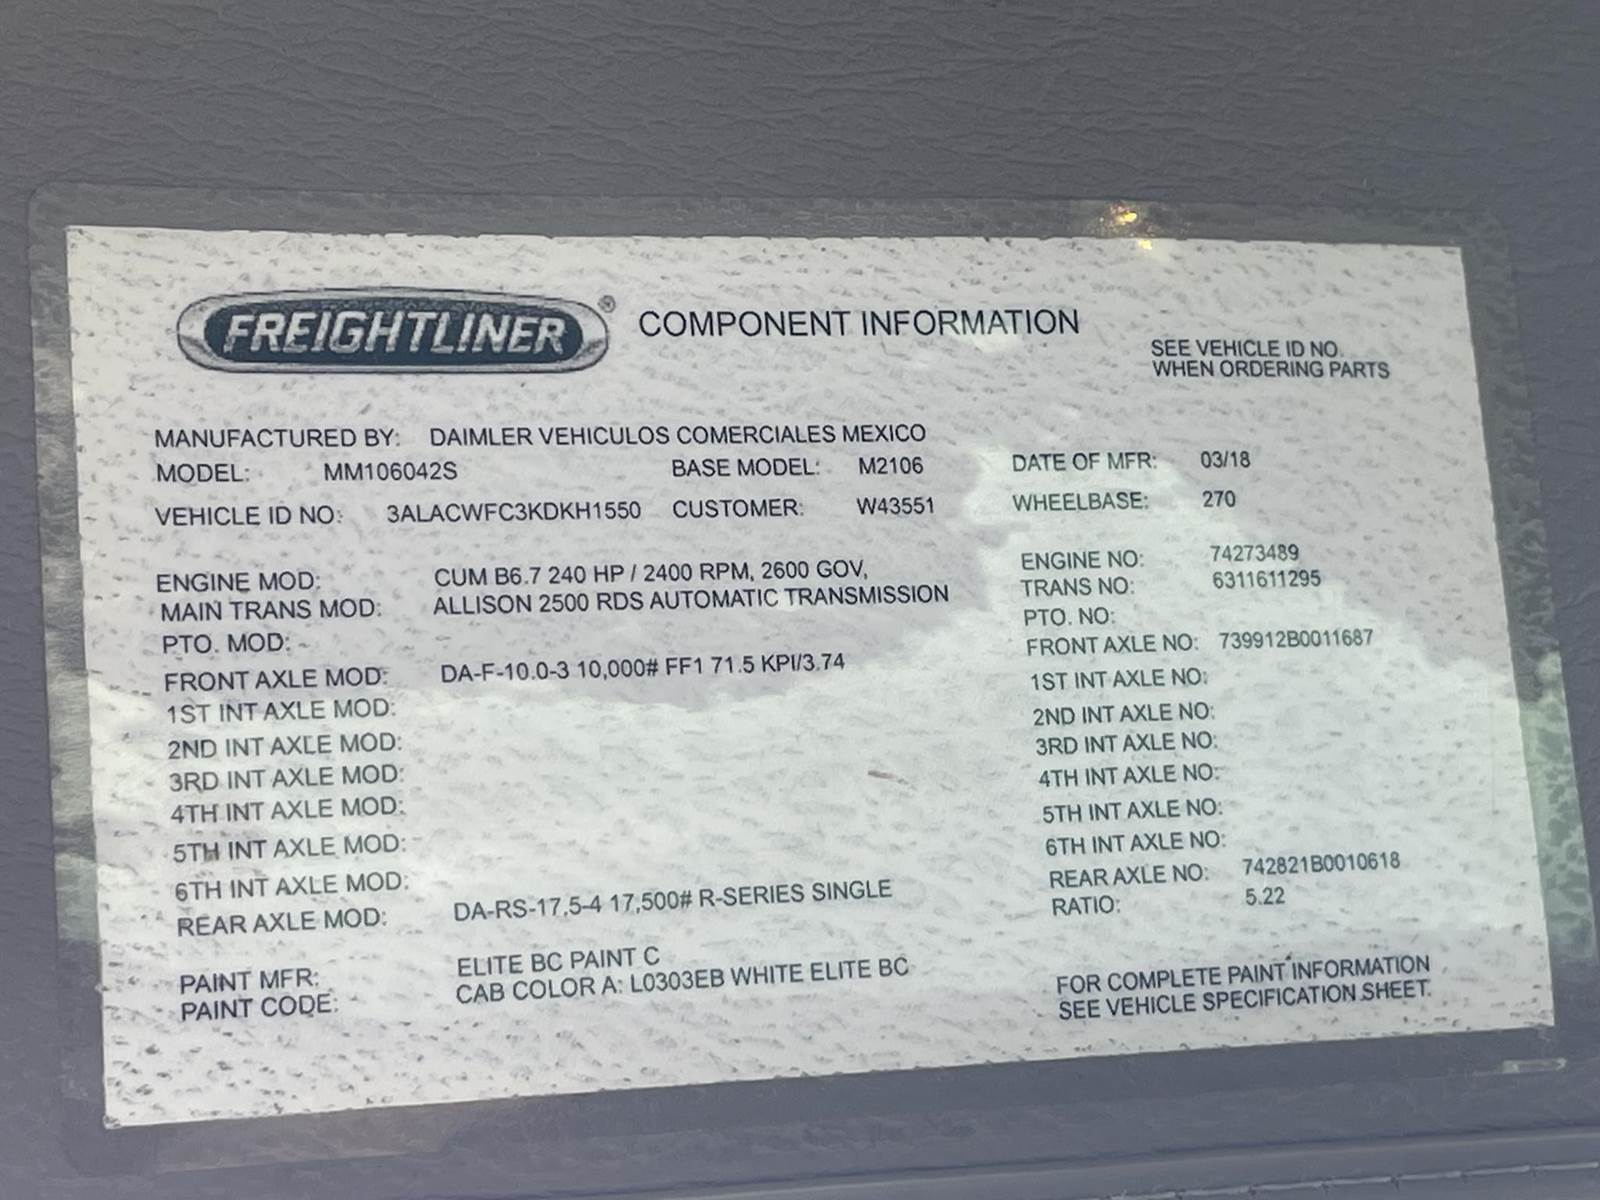 FREIGHTLINER® COMPONENT INFORMATION
SEE VEHICLE ID NO.
WHEN ORDERING PARTS
MANUFACTURED BY: DAIMLER VEHICULOS COMERCIALES MEXICO
MODEL: MM106042S BASE MODEL: M2106 DATE OF MFR: 03/18
VEHICLE ID NO: 3ALACWFC3KDKH1550 CUSTOMER: W43551 WHEELBASE: 270
ENGINE MOD: CUM B6.7 240 HP / 2400 RPM, 2600 GOV, ENGINE NO: 74273489
MAIN TRANS MOD: ALLISON 2500 RDS AUTOMATIC TRANSMISSION TRANS NO: 6311611295
PTO. MOD: PTO. NO:
FRONT AXLE MOD: DA-F-10.0-3 10,000# FF1 71.5 KPI/3.74 FRONT AXLE NO: 739912B0011687
1ST INT AXLE MOD: 1ST INT AXLE NO:
2ND INT AXLE MOD: 2ND INT AXLE NO:
3RD INT AXLE MOD: 3RD INT AXLE NO:
4TH INT AXLE MOD: 4TH INT AXLE NO:
5TH INT AXLE MOD: 5TH INT AXLE NO:
6TH INT AXLE MOD: 6TH INT AXLE NO:
REAR AXLE MOD: DA-RS-17.5-4 17,500# R-SERIES SINGLE REAR AXLE NO: 742821B0010618
RATIO: 5.22
PAINT MFR: ELITE BC PAINT C
PAINT CODE: CAB COLOR A: L0303EB WHITE ELITE BC
FOR COMPLETE PAINT INFORMATION
SEE VEHICLE SPECIFICATION SHEET.